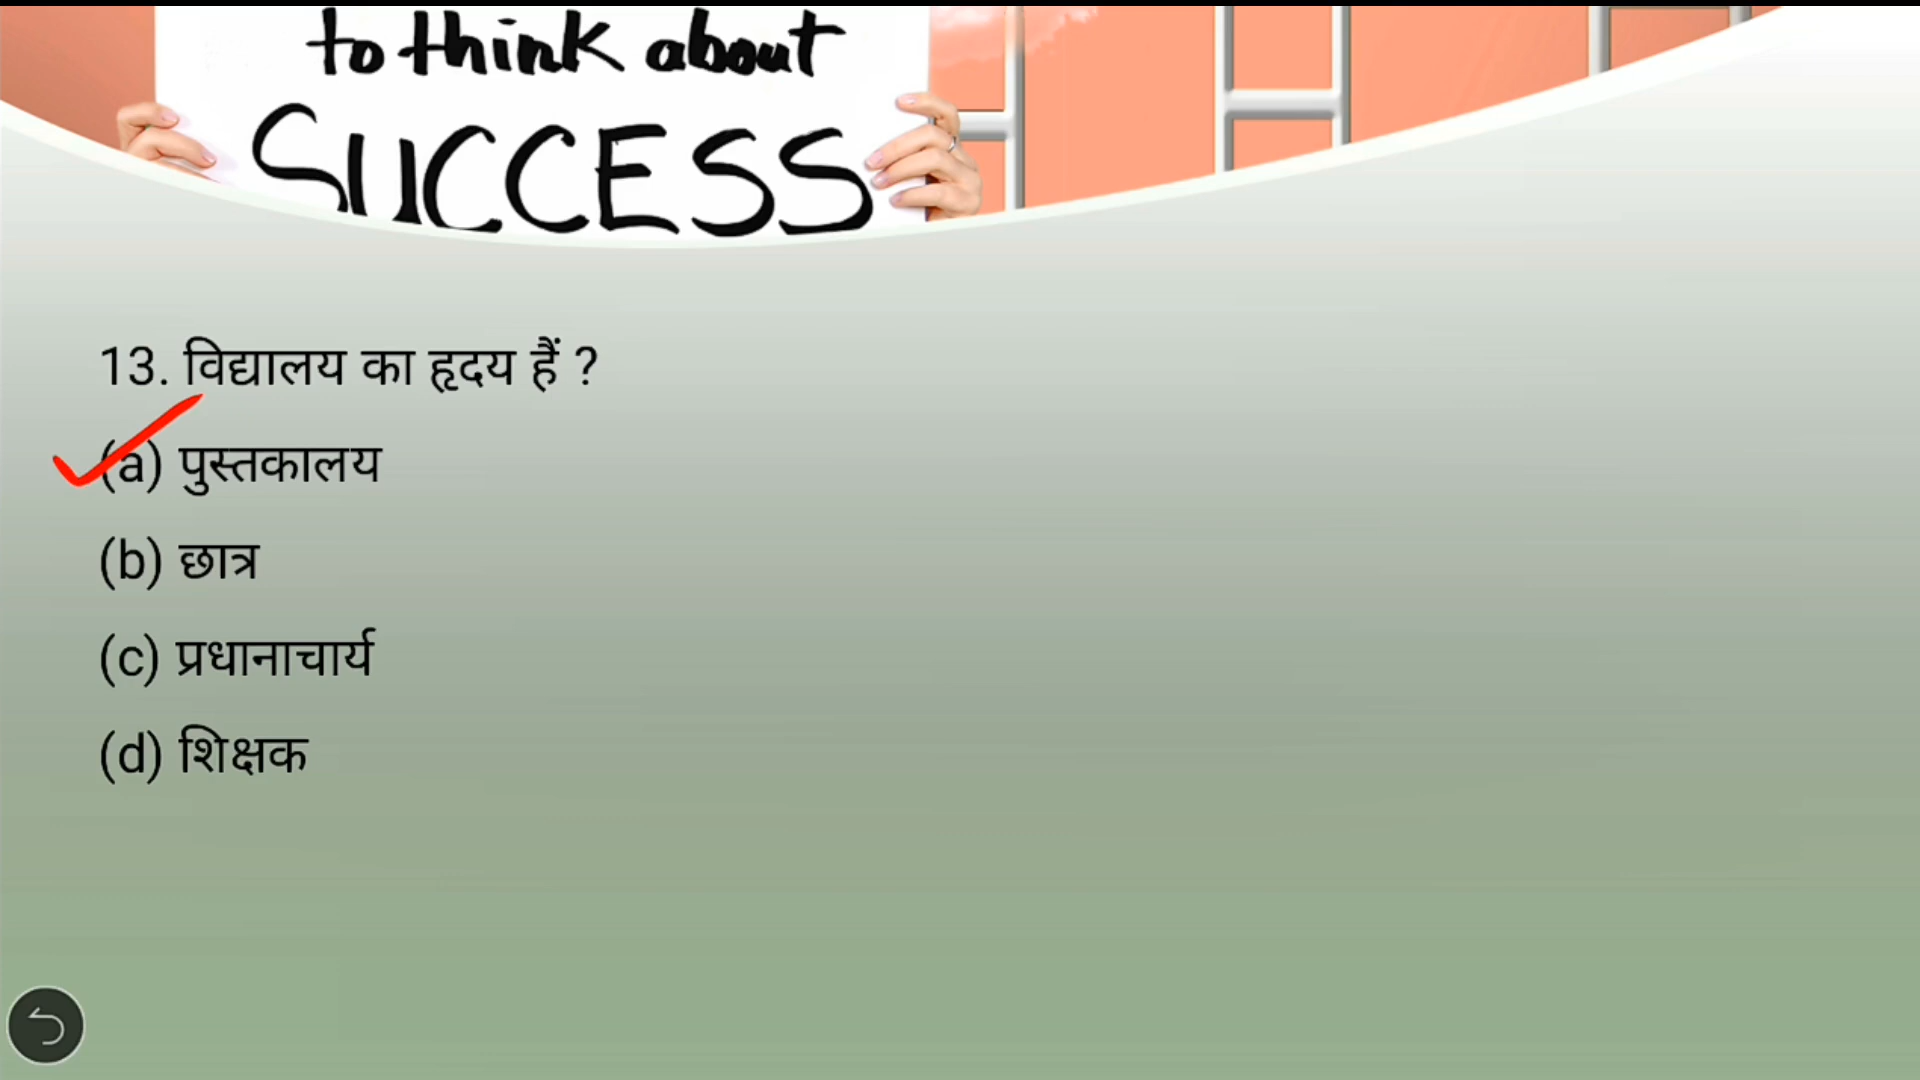 to think about
SUCCESS
13. विद्यालय का हृदय हैं ?
(a) पुस्तकालय
(b) छात्र
(c) प्रधानाचार्य
(d) शिक्षक